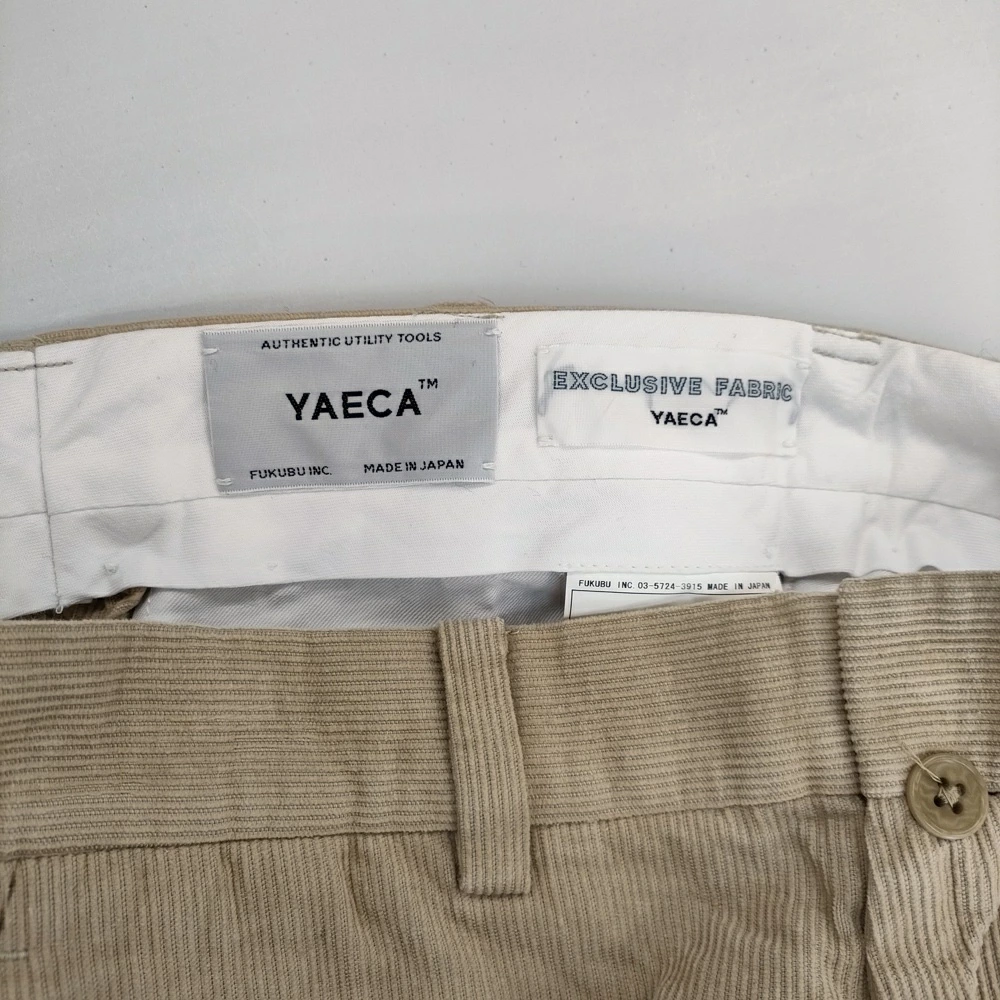 AUTHENTIC UTILITY TOOLS
YAECA™
FUKUBU INC. MADE IN JAPAN
EXCLUSIVE FABRIC
YAECA™
FUKUBU INC. 03-5724-3915 MADE IN JAPAN